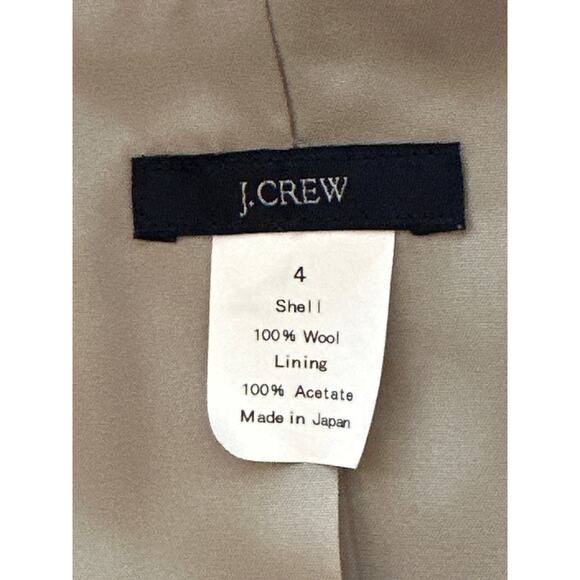 J.CREW
4
Shell
100% Wool
Lining
100% Acetate
Made in Japan